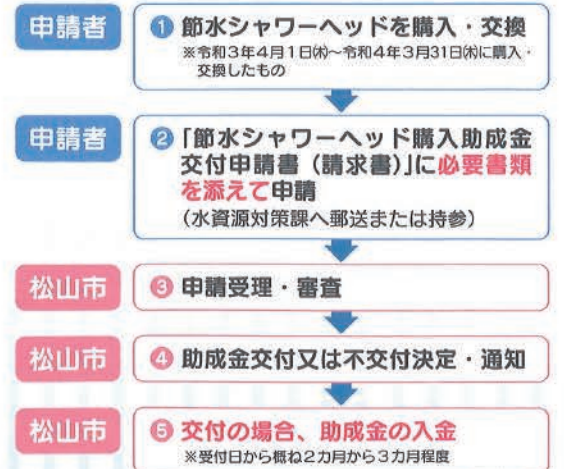 申請者
❶ 節水シャワーヘッドを購入・交換
※令和3年4月1日㈭～令和4年3月31日㈭に購入・
交換したもの
申請者
❷ 「節水シャワーヘッド購入助成金
交付申請書（請求書）」に必要書類
を添えて申請
（水資源対策課へ郵送または持参）
松山市
❸ 申請受理・審査
松山市
❹ 助成金交付又は不交付決定・通知
松山市
❺ 交付の場合、助成金の入金
※受付日から概ね2カ月から3カ月程度